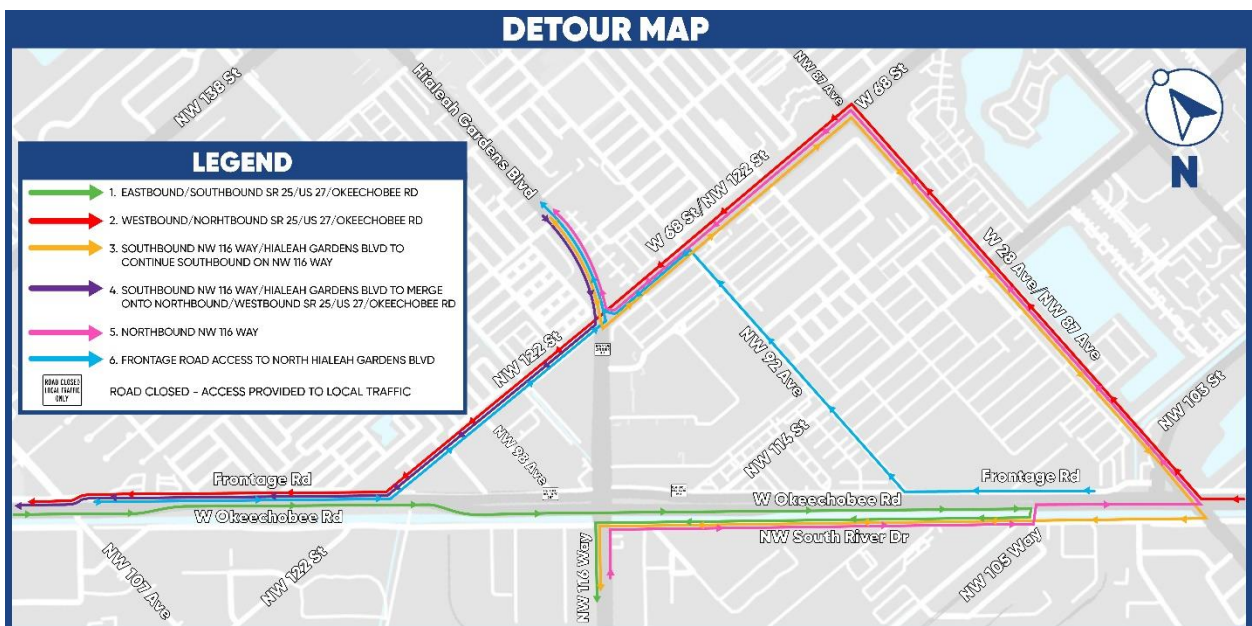 DETOUR MAP
NW 138 St
Hialeah Gardens Blvd
NW 87 Ave
W 68 St
N
LEGEND
1. EASTBOUND/SOUTHBOUND SR 25/US 27/OKEECHOBEE RD
2. WESTBOUND/NORHTBOUND SR 25/US 27/OKEECHOBEE RD
3. SOUTHBOUND NW 116 WAY/HIALEAH GARDENS BLVD TO
CONTINUE SOUTHBOUND ON NW 116 WAY
4. SOUTHBOUND NW 116 WAY/HIALEAH GARDENS BLVD TO MERGE
ONTO NORTHBOUND/WESTBOUND SR 25/US 27/OKEECHOBEE RD
5. NORTHBOUND NW 116 WAY
6. FRONTAGE ROAD ACCESS TO NORTH HIALEAH GARDENS BLVD
ROAD CLOSED
LOCAL TRAFFIC
ONLY
ROAD CLOSED - ACCESS PROVIDED TO LOCAL TRAFFIC
W 68 St/NW 122 St
W 28 Ave/NW 87 Ave
NW 122 St
NW 92 Ave
NW 103 St
NW 98 Ave
NW 114 St
Frontage Rd
Frontage Rd
W Okeechobee Rd
W Okeechobee Rd
NW South River Dr
NW 107 Ave
NW 122 St
NW 116 Way
NW 105 Way